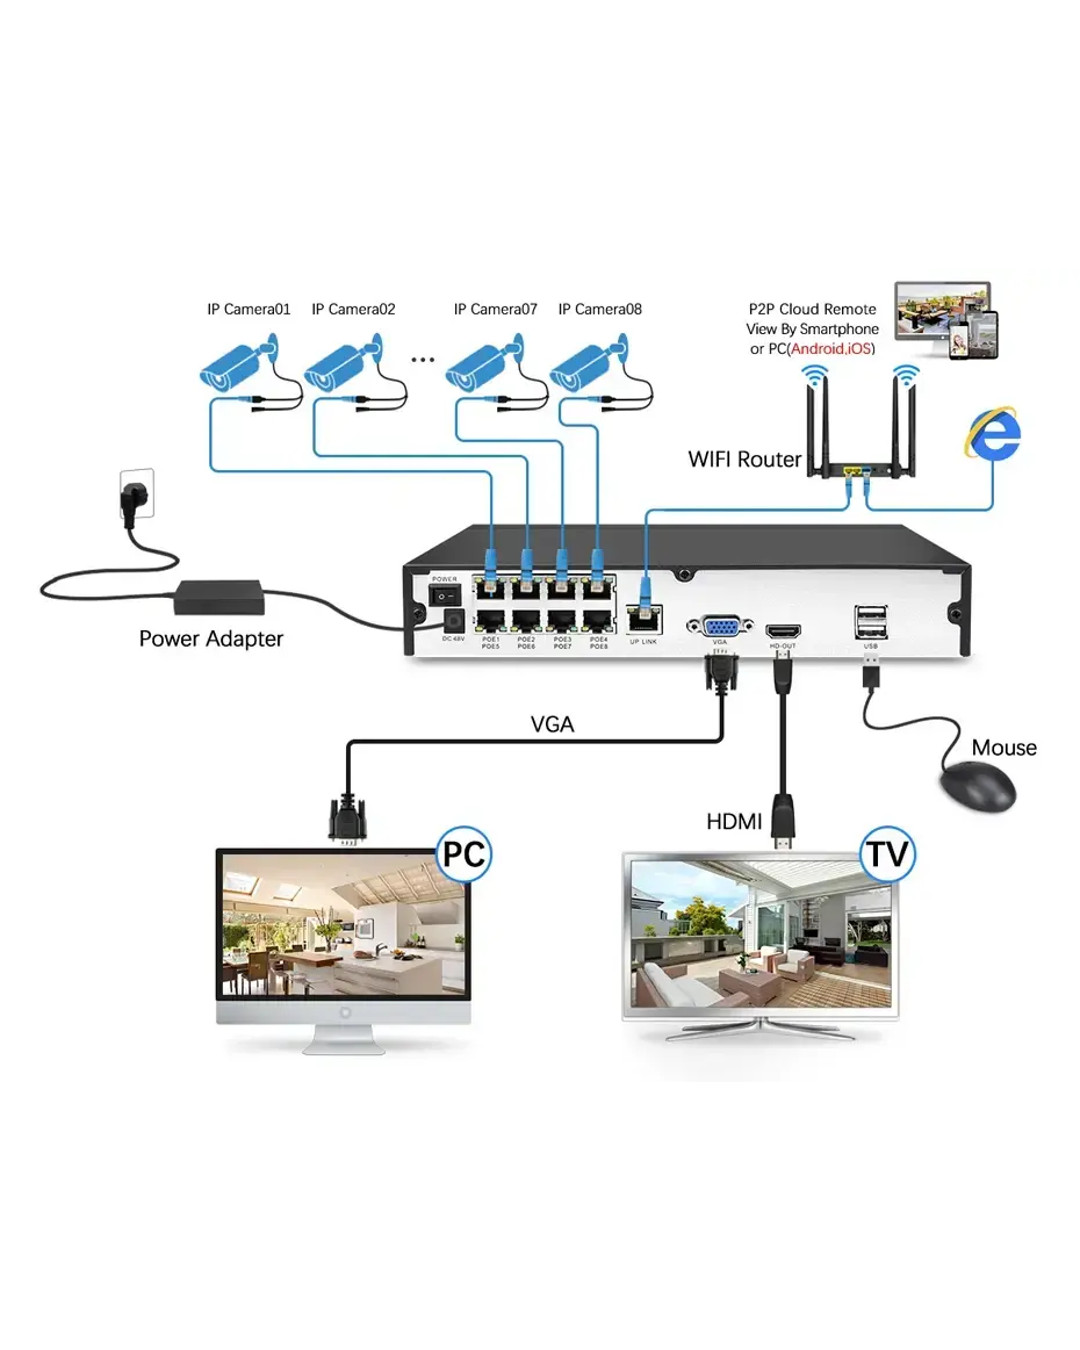 IP Camera01
IP Camera02
IP Camera07
IP Camera08
P2P Cloud Remote
View By Smartphone
or PC(Android,iOS)
WIFI Router
Power Adapter
POWER
DC 48V
POE1
POE5
POE2
POE6
POE3
POE7
POE4
POE8
UP LINK
VGA
HD-OUT
USB
VGA
Mouse
HDMI
PC
TV